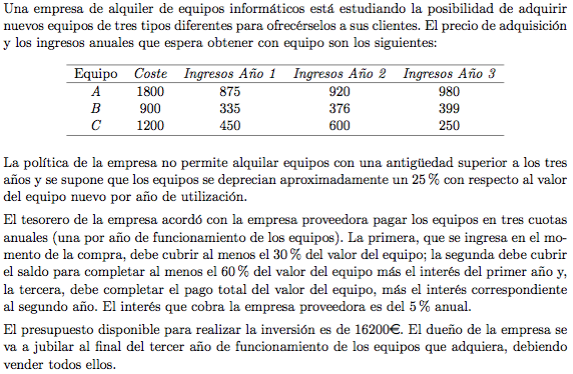 Una empresa de alquiler de equipos informáticos está estudiando la posibilidad de adquirir
nuevos equipos de tres tipos diferentes para ofrecérselos a sus clientes. El precio de adquisición
y los ingresos anuales que espera obtener con equipo son los siguientes:
Equipo Coste Ingresos Año 1 Ingresos Año 2 Ingresos Año 3
A 1800 875 920 980
B 900 335 376 399
C 1200 450 600 250
La política de la empresa no permite alquilar equipos con una antigüedad superior a los tres
años y se supone que los equipos se deprecian aproximadamente un 25 % con respecto al valor
del equipo nuevo por año de utilización.
El tesorero de la empresa acordó con la empresa proveedora pagar los equipos en tres cuotas
anuales (una por año de funcionamiento de los equipos). La primera, que se ingresa en el mo-
mento de la compra, debe cubrir al menos el 30 % del valor del equipo; la segunda debe cubrir
el saldo para completar al menos el 60 % del valor del equipo más el interés del primer año y,
la tercera, debe completar el pago total del valor del equipo, más el interés correspondiente
al segundo año. El interés que cobra la empresa proveedora es del 5 % anual.
El presupuesto disponible para realizar la inversión es de 16200€. El dueño de la empresa se
va a jubilar al final del tercer año de funcionamiento de los equipos que adquiera, debiendo
vender todos ellos.